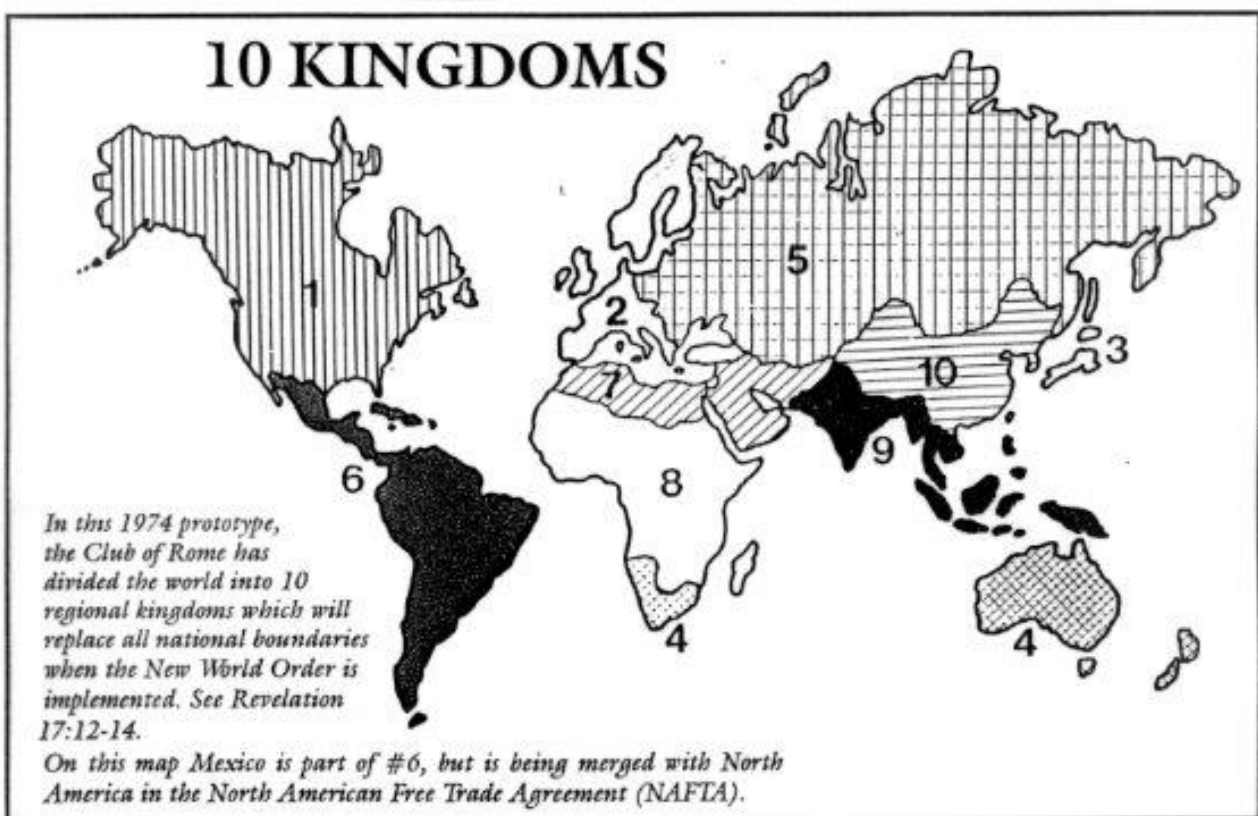 10 KINGDOMS
1
2
3
4
4
5
6
7
8
9
10
In this 1974 prototype,
the Club of Rome has
divided the world into 10
regional kingdoms which will
replace all national boundaries
when the New World Order is
implemented. See Revelation
17:12-14.
On this map Mexico is part of #6, but is being merged with North
America in the North American Free Trade Agreement (NAFTA).